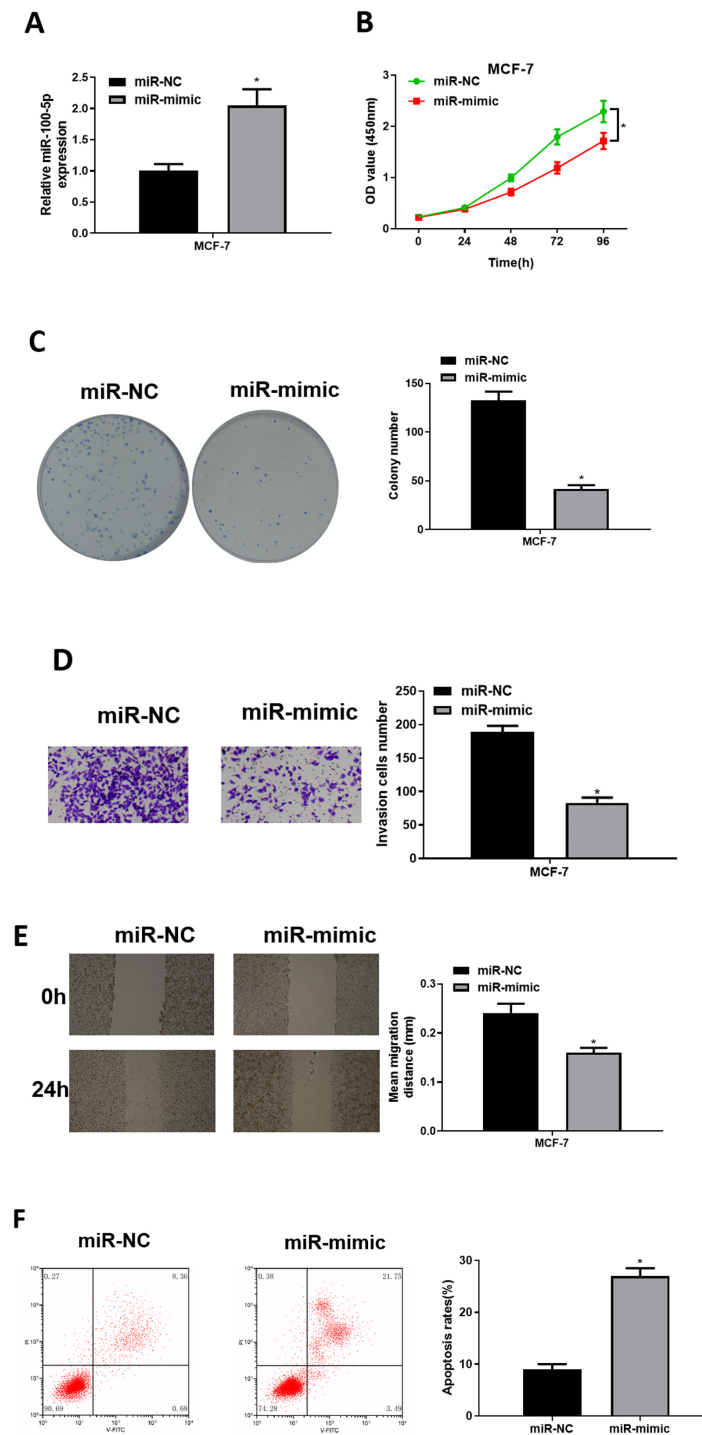 A
miR-NC
miR-mimic
Relative miR-100-5p
expression
2.5
2.0
1.5
1.0
0.5
0.0
*
MCF-7
B
MCF-7
miR-NC
miR-mimic
OD value (450nm)
3
2
1
0
*
0 24 48 72 96
Time(h)
C
miR-NC miR-mimic
miR-NC
miR-mimic
Colony number
150
100
50
0
*
MCF-7
D
miR-NC miR-mimic
miR-NC
miR-mimic
Invasion cells number
250
200
150
100
50
0
*
MCF-7
E
miR-NC miR-mimic
0h
24h
miR-NC
miR-mimic
Mean migration
distance (mm)
0.3
0.2
0.1
0.0
*
MCF-7
F
miR-NC
0.27 8.36
90.69 0.68
PI
V-FITC
miR-mimic
0.38 21.75
74.28 3.49
PI
V-FITC
Apoptosis rates(%)
30
20
10
0
*
miR-NC miR-mimic